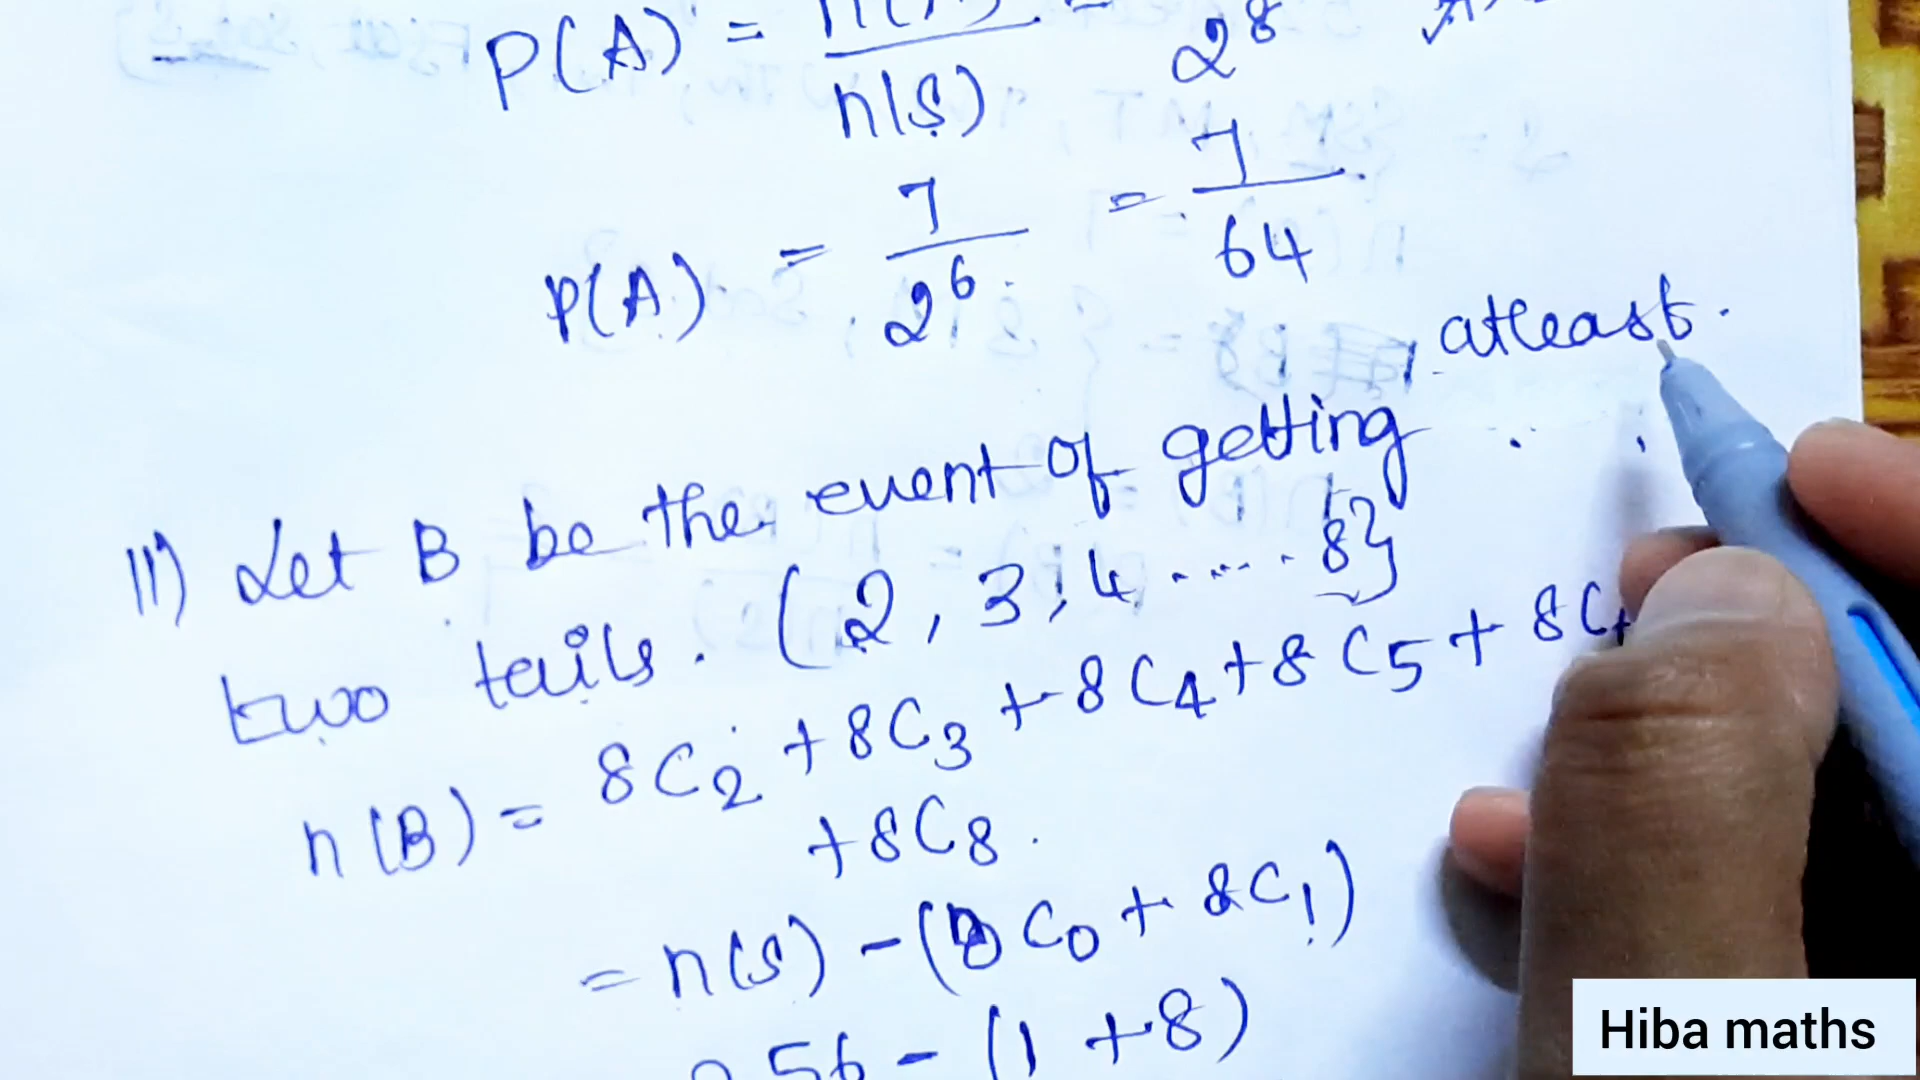 P(A) = n(A) / n(S) = 2^8
P(A) = 7 / 2^6 = 7 / 64
atleast.
II) Let B be the event of getting
two tails. (2, 3, 4, ..... 8}
n(B) = 8C2 + 8C3 + 8C4 + 8C5 + 8C
+ 8C8.
= n(S) - (8C0 + 8C1)
256 - (1 + 8)
Hiba maths